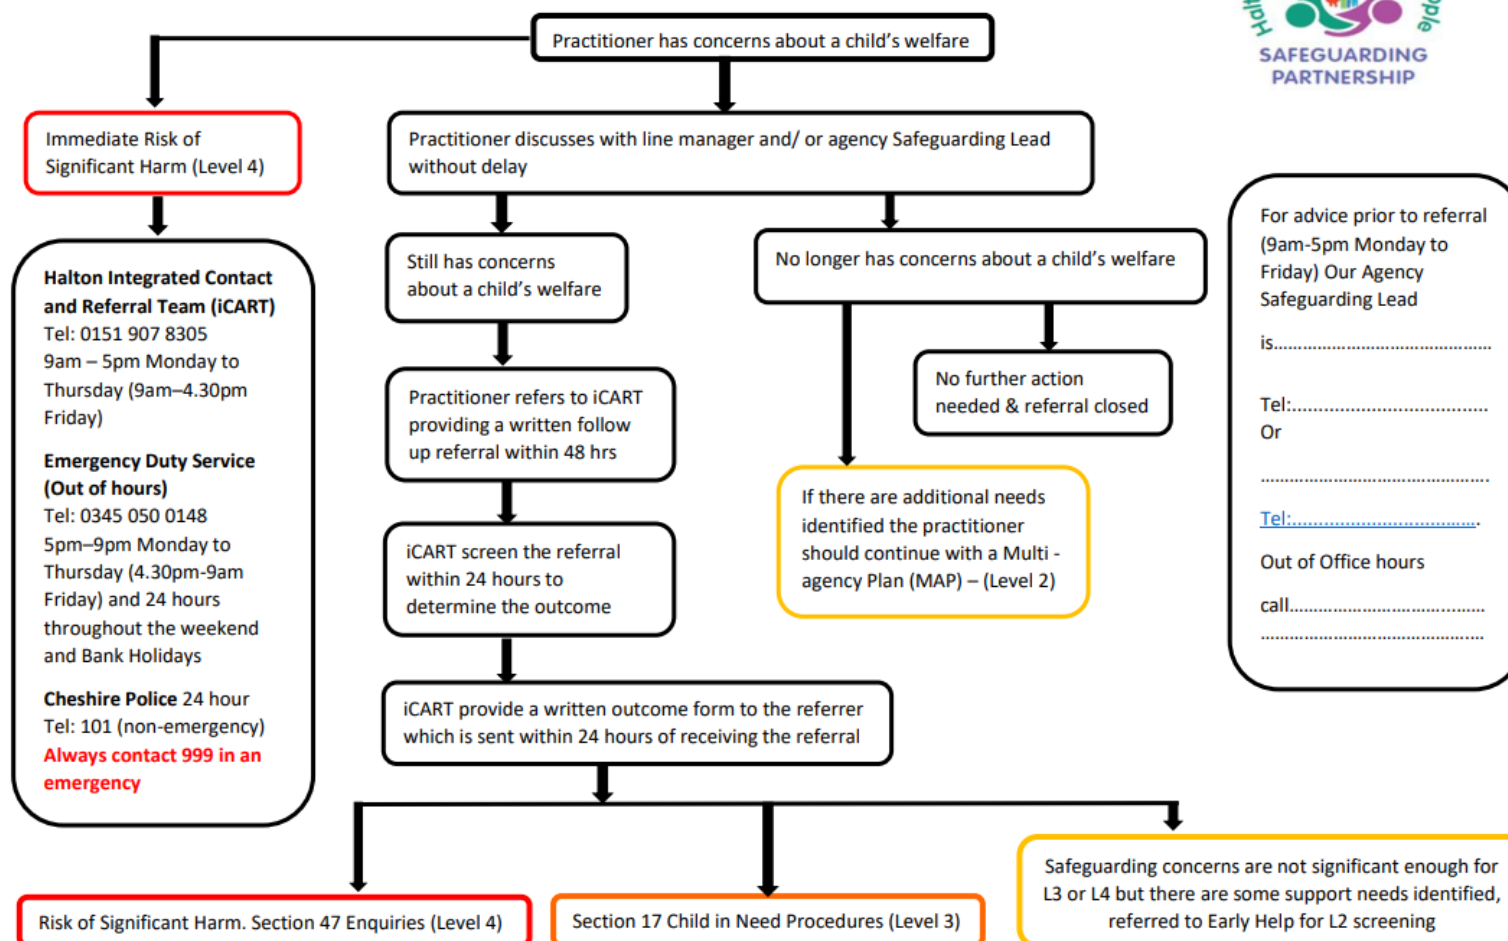 Halt
ople
SAFEGUARDING
PARTNERSHIP
Practitioner has concerns about a child's welfare
Immediate Risk of
Significant Harm (Level 4)
Practitioner discusses with line manager and/ or agency Safeguarding Lead
without delay
Halton Integrated Contact
and Referral Team (iCART)
Tel: 0151 907 8305
9am – 5pm Monday to
Thursday (9am–4.30pm
Friday)
Emergency Duty Service
(Out of hours)
Tel: 0345 050 0148
5pm–9pm Monday to
Thursday (4.30pm-9am
Friday) and 24 hours
throughout the weekend
and Bank Holidays
Cheshire Police 24 hour
Tel: 101 (non-emergency)
Always contact 999 in an
emergency
Still has concerns
about a child's welfare
No longer has concerns about a child's welfare
Practitioner refers to iCART
providing a written follow
up referral within 48 hrs
No further action
needed & referral closed
iCART screen the referral
within 24 hours to
determine the outcome
If there are additional needs
identified the practitioner
should continue with a Multi -
agency Plan (MAP) – (Level 2)
iCART provide a written outcome form to the referrer
which is sent within 24 hours of receiving the referral
For advice prior to referral
(9am-5pm Monday to
Friday) Our Agency
Safeguarding Lead
is..........................................
Tel:......................................
Or
............................................
Tel:....................................
Out of Office hours
call......................................
...........................................
Risk of Significant Harm. Section 47 Enquiries (Level 4)
Section 17 Child in Need Procedures (Level 3)
Safeguarding concerns are not significant enough for
L3 or L4 but there are some support needs identified,
referred to Early Help for L2 screening